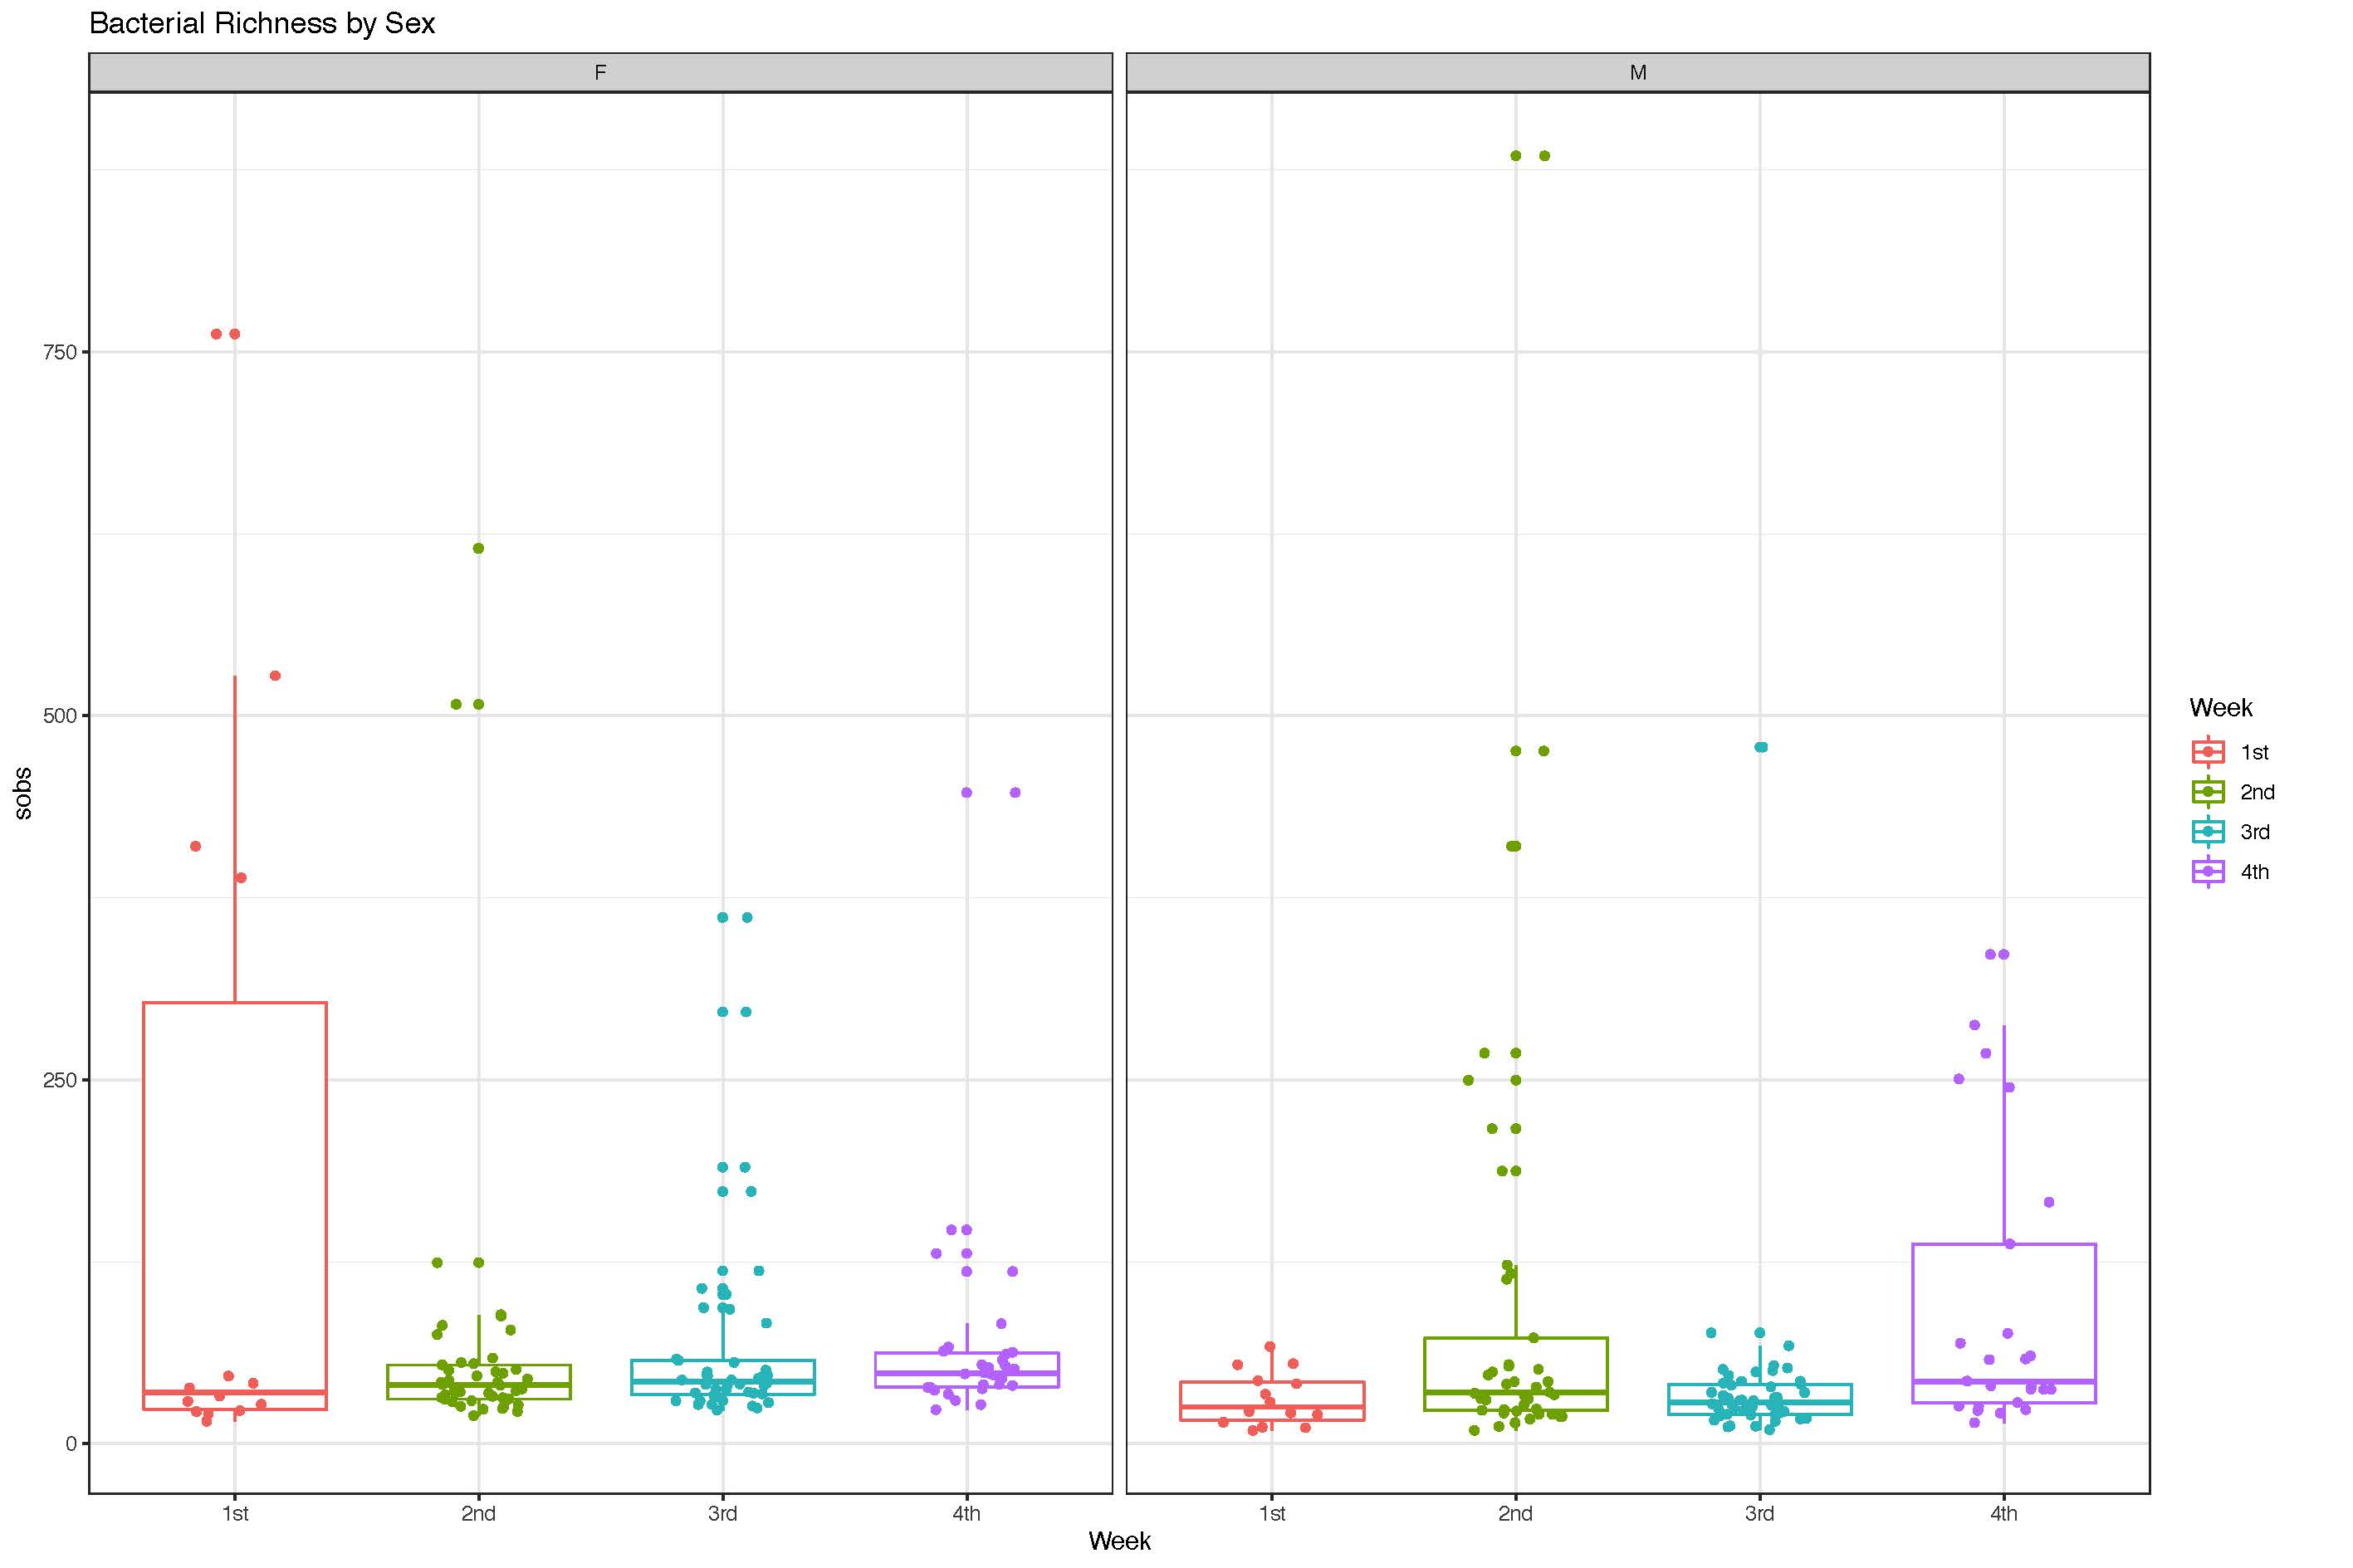 Bacterial Richness by Sex
F
M
750
500
250
0
sobs
1st
2nd
3rd
4th
1st
2nd
3rd
4th
Week
Week
1st
2nd
3rd
4th